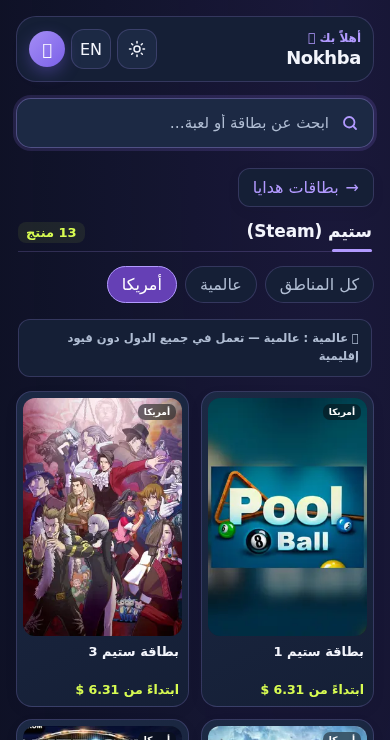 أهلاً بك
Nokhba
EN
ابحث عن بطاقة أو لعبة...
→ بطاقات هدايا
ستيم (Steam)
13 منتج
كل المناطق
عالمية
أمريكا
عالمية : عالمية — تعمل في جميع الدول دون قيود
إقليمية
أمريكا
Pool
8
Ball
أمريكا
بطاقة ستيم 1
ابتداءً من 6.31 $
بطاقة ستيم 3
ابتداءً من 6.31 $